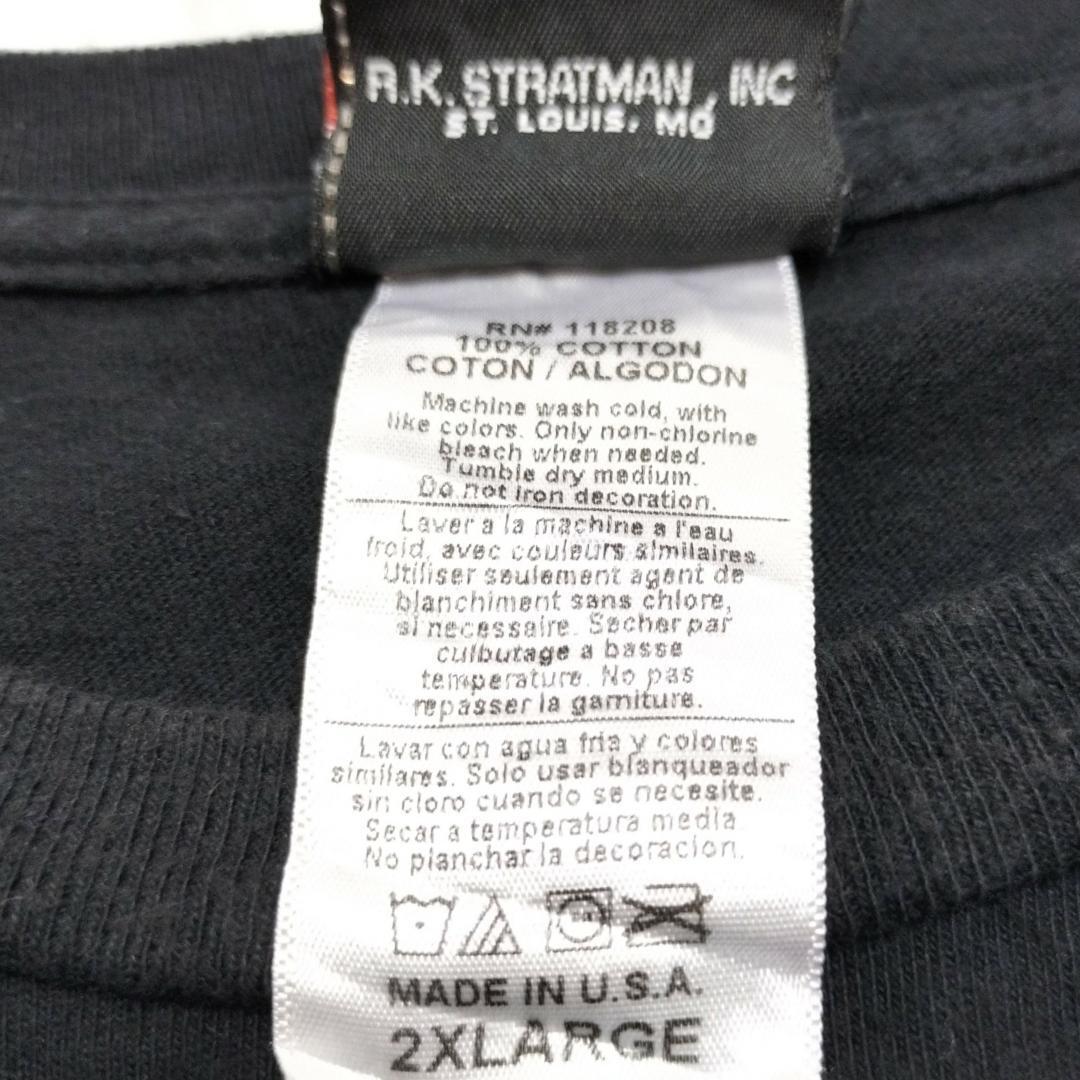 R.K. STRATMAN, INC
ST. LOUIS, MO
RN# 118208
100% COTTON
COTON / ALGODON
Machine wash cold, with
like colors. Only non-chlorine
bleach when needed.
Tumble dry medium.
Do not iron decoration.
Laver a la machine a l'eau
froid, avec couleurs similaires.
Utiliser seulement agent de
blanchiment sans chlore,
si necessaire. Secher par
culbutage a basse
temperature. No pas
repasser la garniture.
Lavar con agua fria y colores
similares. Solo usar blanqueador
sin cloro cuando se necesite.
Secar a temperatura media
No planchar la decoracion.
MADE IN U.S.A.
2XLARGE